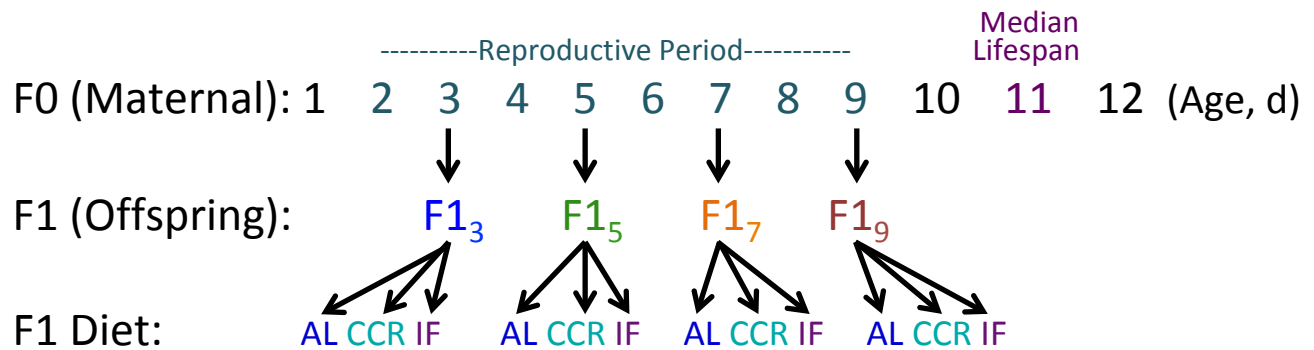 Median
Lifespan
----------Reproductive Period-----------
F0 (Maternal): 1 2 3 4 5 6 7 8 9 10 11 12 (Age, d)
F1 (Offspring): F1₃ F1₅ F1₇ F1₉
F1 Diet: AL CCR IF AL CCR IF AL CCR IF AL CCR IF